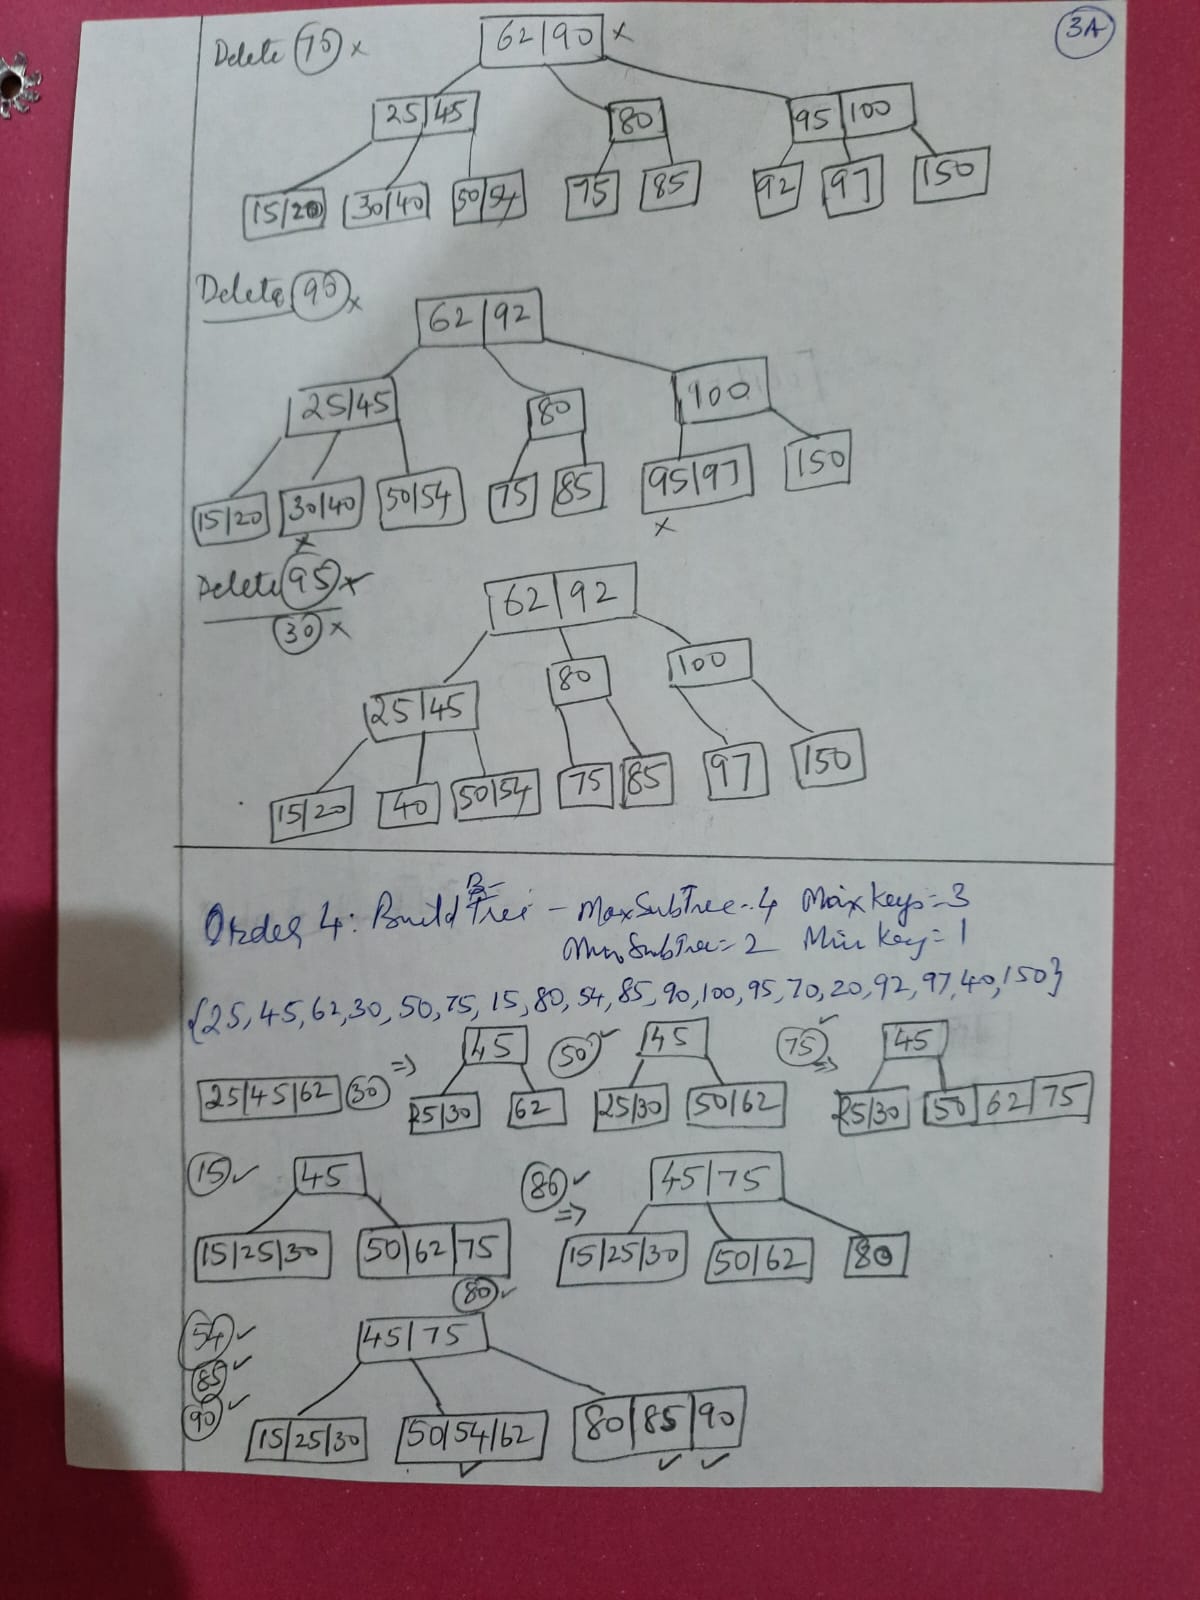 3A
Delete 75 x
62|90 x
25|45 80 95|100
15|20 30|40 50|54 75 85 92 97 150
Delete x
62|92
25|45 80 100
15|20 30|40 50|54 75 85 95|97 150
x x
Delete 95 x
30 x
62|92
25|45 80 100
15|20 40 50|54 75 85 97 150
Order 4: Build B-Tree - MaxSubTree-4 Max Keys=3
Min SubTree=2 Min Key=1
{25, 45, 62, 30, 50, 75, 15, 80, 54, 85, 90, 100, 95, 70, 20, 92, 97, 40, 150}
25|45|62 30 => 45 50 ✓ 45 75 ✓ => 45
25|30 62 25|30 50|62 25|30 50|62|75
15 ✓ 45 80 ✓ => 45|75
15|25|30 50|62|75 15|25|30 50|62 80
80 ✓
54 ✓ 45|75
85 ✓
90 ✓
15|25|30 50|54|62 80|85|90
✓ ✓ ✓